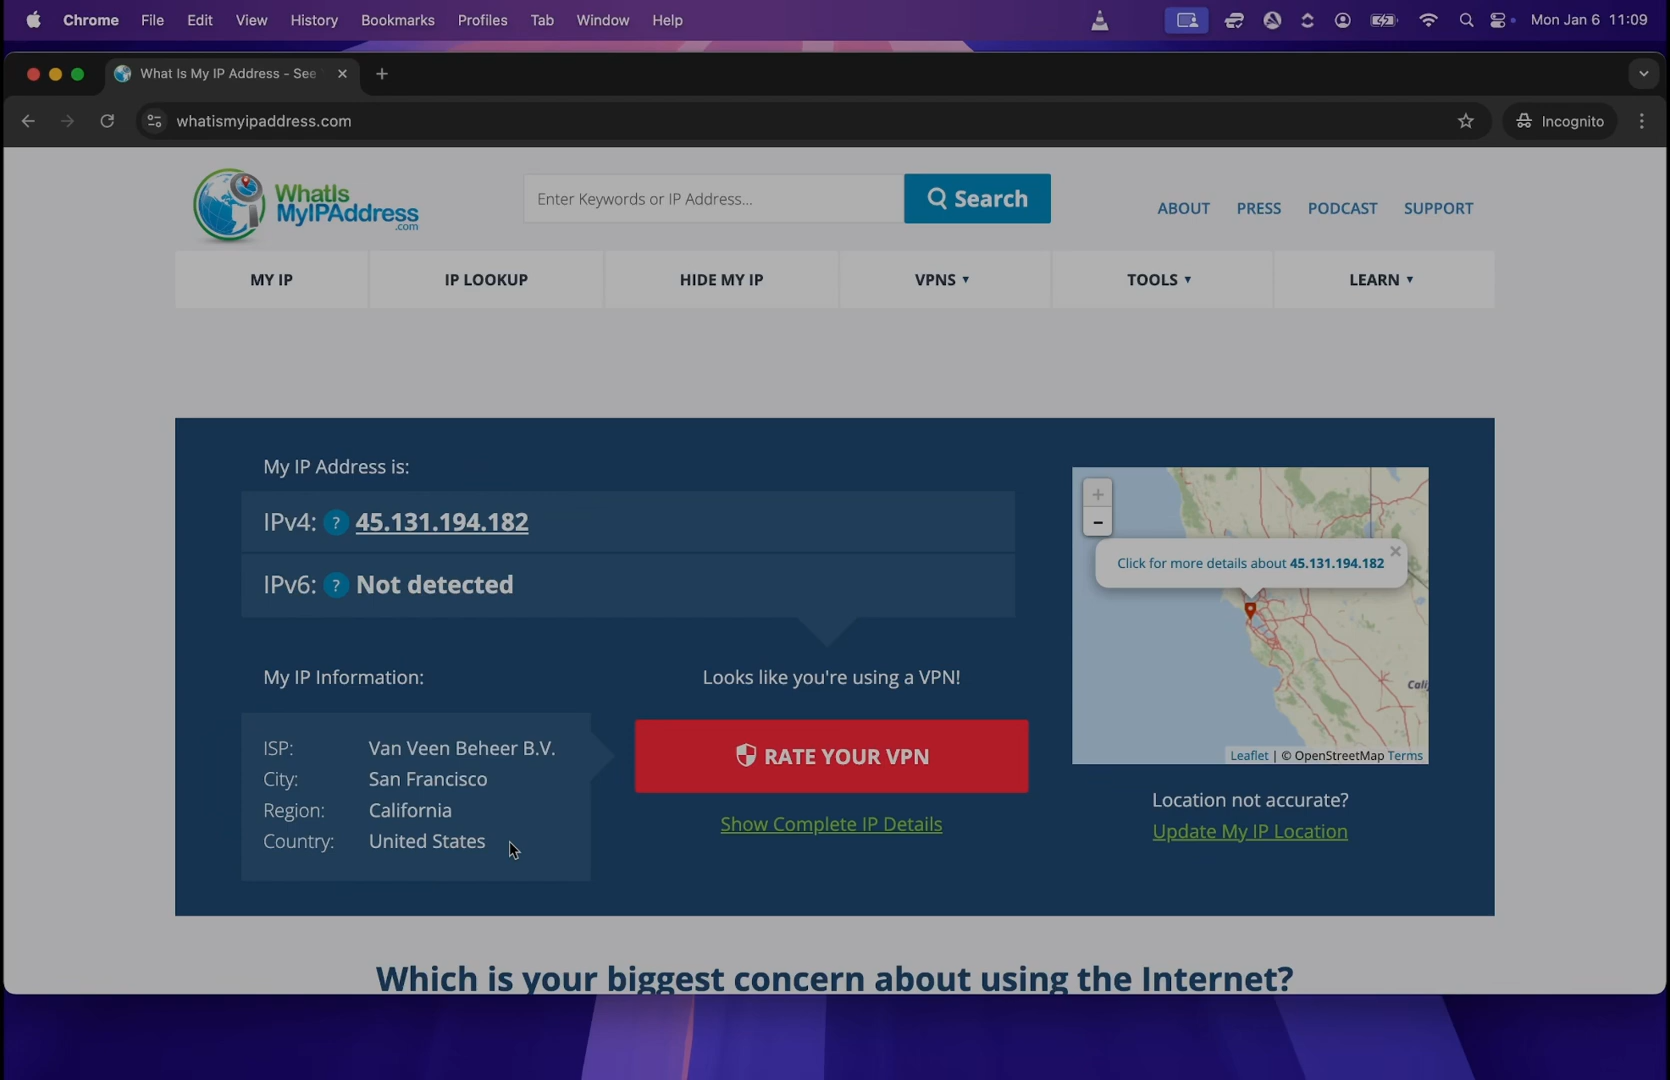 Chrome File Edit View History Bookmarks Profiles Tab Window Help Mon Jan 6 11:09
What Is My IP Address - See
whatismyipaddress.com Incognito
WhatIs
MyIPAddress
.com
Enter Keywords or IP Address...
Search
ABOUT PRESS PODCAST SUPPORT
MY IP IP LOOKUP HIDE MY IP VPNS ▼ TOOLS ▼ LEARN ▼
My IP Address is:
IPv4: ? 45.131.194.182
IPv6: ? Not detected
My IP Information:
ISP: Van Veen Beheer B.V.
City: San Francisco
Region: California
Country: United States
Looks like you're using a VPN!
RATE YOUR VPN
Show Complete IP Details
+
−
Click for more details about 45.131.194.182 ×
Cali
Leaflet | © OpenStreetMap Terms
Location not accurate?
Update My IP Location
Which is your biggest concern about using the Internet?